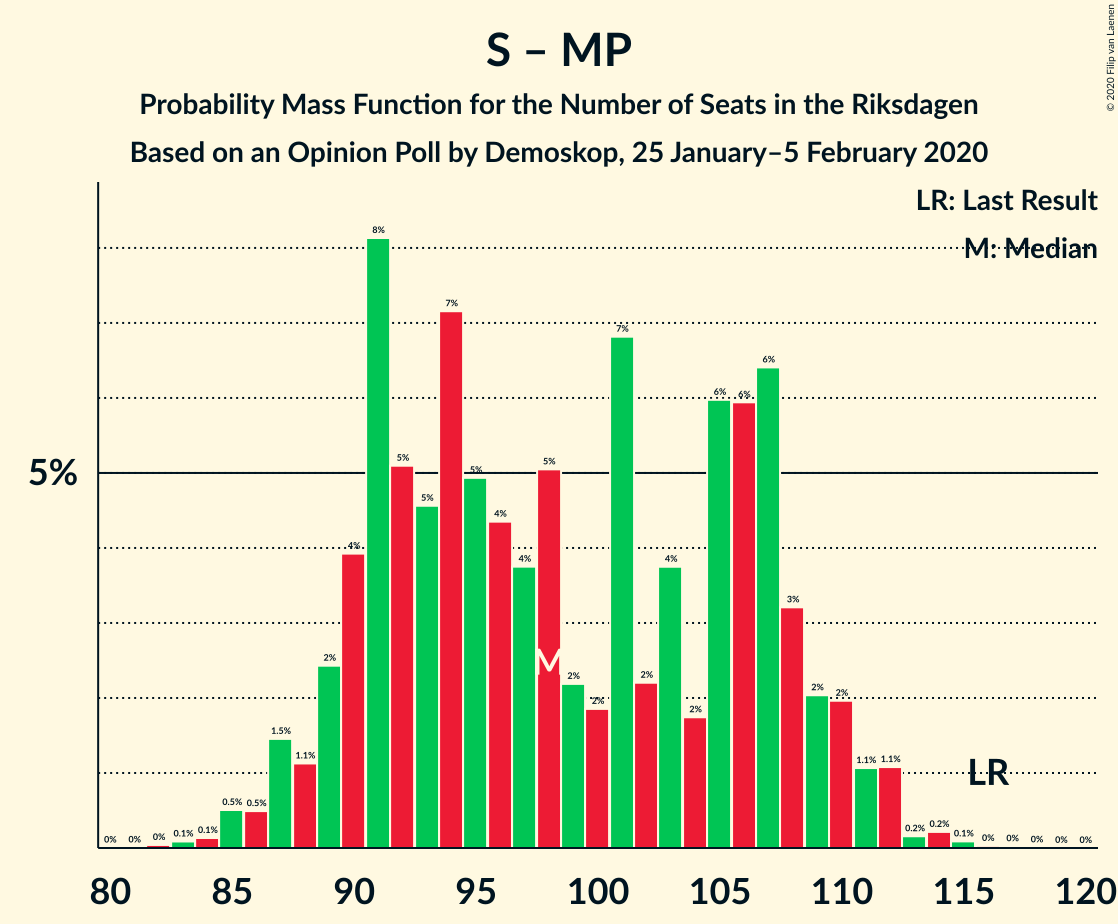 © 2020 Filip van Laenen
S – MP
Probability Mass Function for the Number of Seats in the Riksdagen
Based on an Opinion Poll by Demoskop, 25 January–5 February 2020
LR: Last Result
M: Median
5%
0% 0% 0% 0.1% 0.1% 0.5% 0.5% 1.5% 1.1% 2% 4% 8% 5% 5% 7% 5% 4% 4% 5% 2% 2% 7% 2% 4% 2% 6% 6% 6% 3% 2% 2% 1.1% 1.1% 0.2% 0.2% 0.1% 0% 0% 0% 0% 0%
M
LR
80 85 90 95 100 105 110 115 120